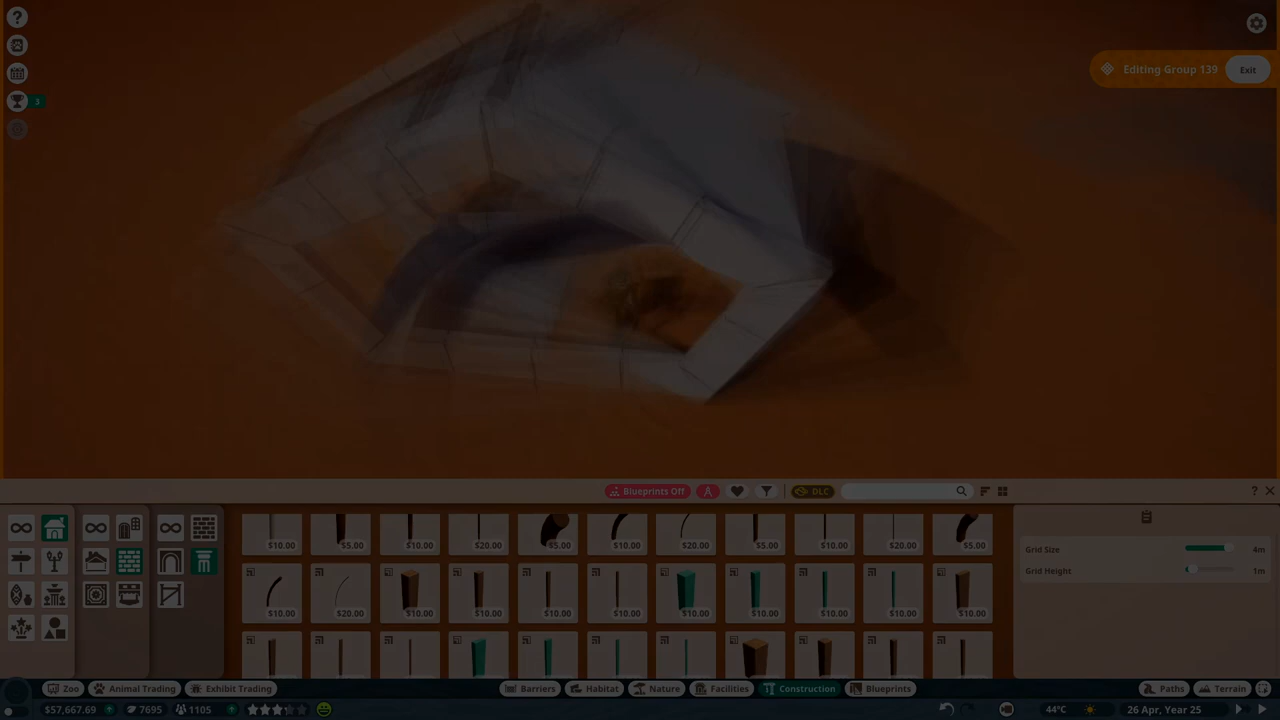 ?
3
Editing Group 139
Exit
Blueprints Off
DLC
?
$10.00 $5.00 $10.00 $20.00 $5.00 $10.00 $20.00 $5.00 $10.00 $20.00 $5.00
$10.00 $20.00 $10.00 $10.00 $10.00 $10.00 $10.00 $10.00 $10.00 $10.00 $10.00
Grid Size 4m
Grid Height 1m
Zoo Animal Trading Exhibit Trading Barriers Habitat Nature Facilities Construction Blueprints Paths Terrain
$57,667.69 7695 1105 44°C 26 Apr, Year 25